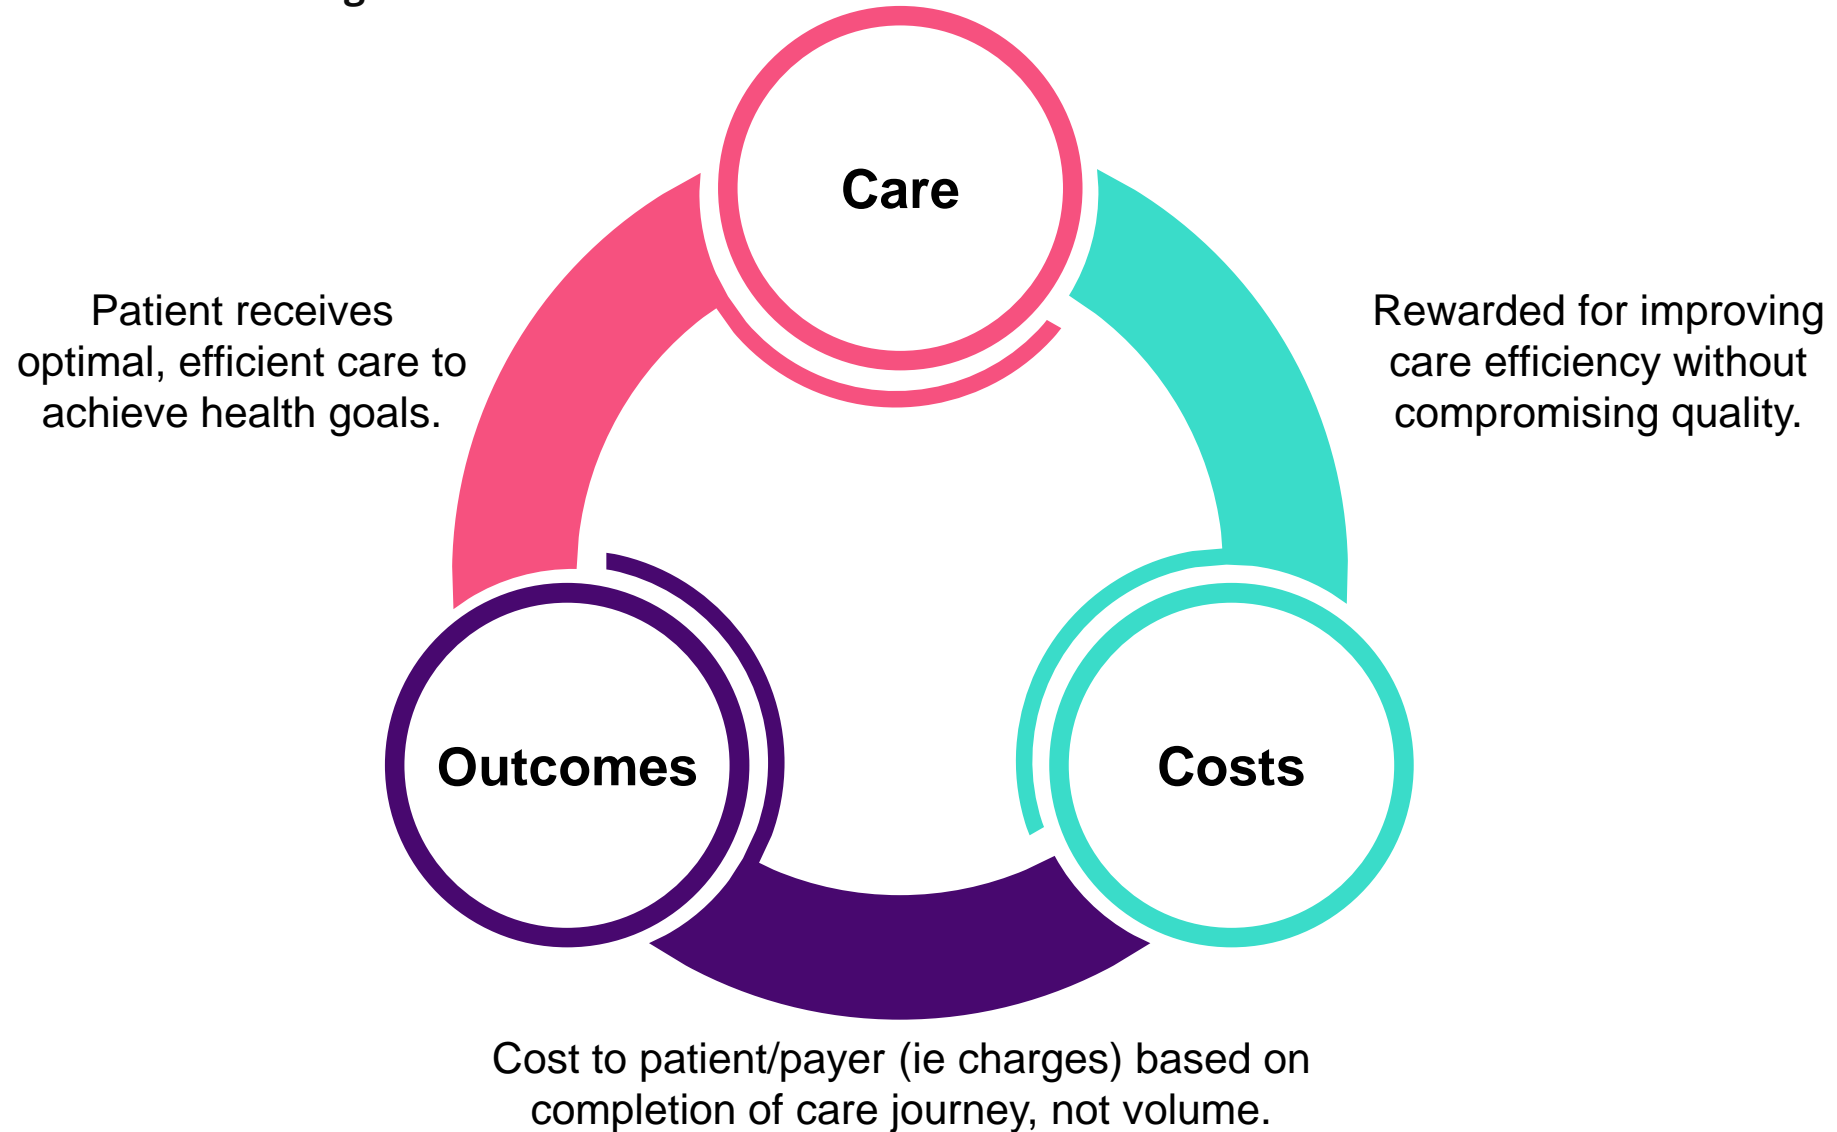 Care
Patient receives
optimal, efficient care to
achieve health goals.
Rewarded for improving
care efficiency without
compromising quality.
Outcomes
Costs
Cost to patient/payer (ie charges) based on
completion of care journey, not volume.